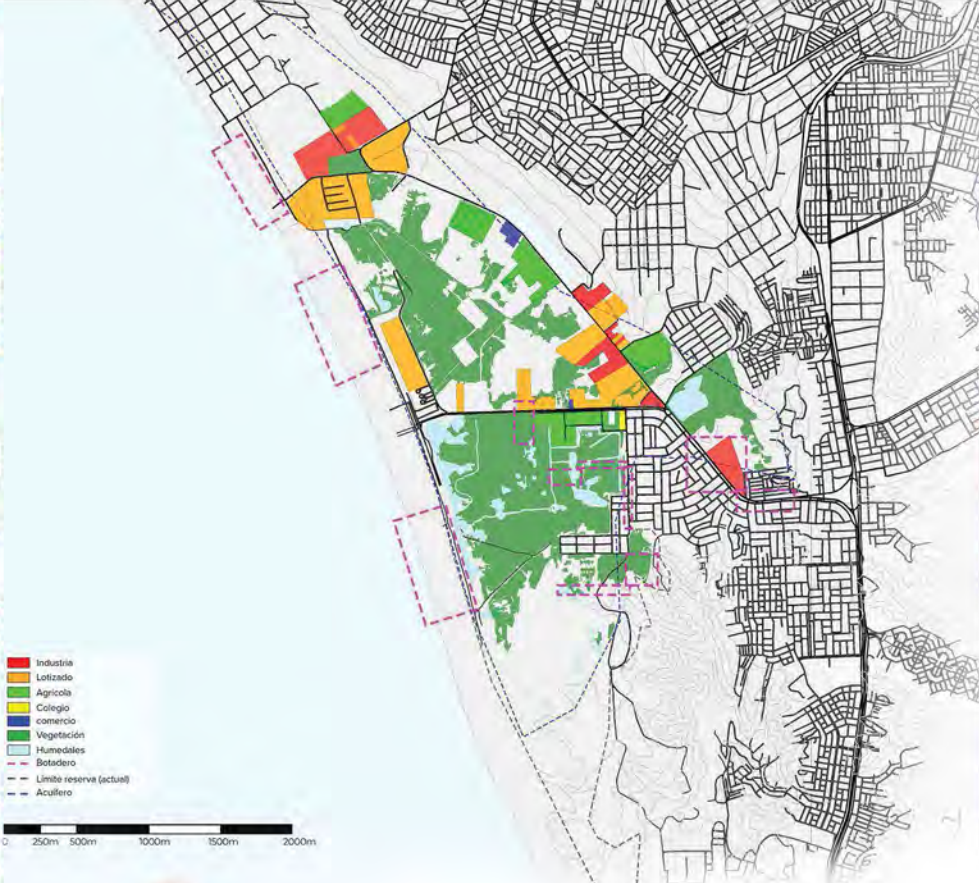 Industria
Lotizado
Agrícola
Colegio
comercio
Vegetación
Humedales
Botadero
Límite reserva (actual)
Acuífero
0 250m 500m 1000m 1500m 2000m